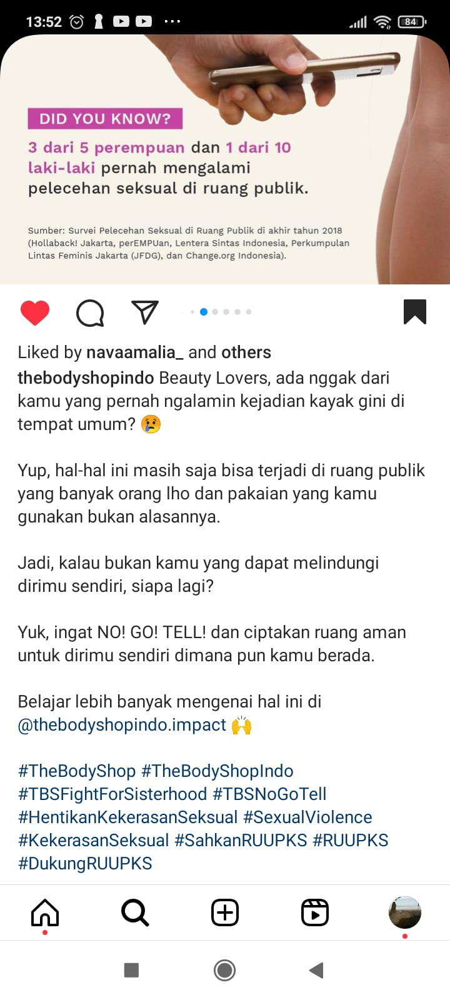 13:52
84
DID YOU KNOW?
3 dari 5 perempuan dan 1 dari 10
laki-laki pernah mengalami
pelecehan seksual di ruang publik.
Sumber: Survei Pelecehan Seksual di Ruang Publik di akhir tahun 2018
(Hollaback! Jakarta, perEMPUan, Lentera Sintas Indonesia, Perkumpulan
Lintas Feminis Jakarta (JFDG), dan Change.org Indonesia).
Liked by navaamalia_ and others
thebodyshopindo Beauty Lovers, ada nggak dari
kamu yang pernah ngalamin kejadian kayak gini di
tempat umum? 😢
Yup, hal-hal ini masih saja bisa terjadi di ruang publik
yang banyak orang lho dan pakaian yang kamu
gunakan bukan alasannya.
Jadi, kalau bukan kamu yang dapat melindungi
dirimu sendiri, siapa lagi?
Yuk, ingat NO! GO! TELL! dan ciptakan ruang aman
untuk dirimu sendiri dimana pun kamu berada.
Belajar lebih banyak mengenai hal ini di
@thebodyshopindo.impact 🙌
#TheBodyShop #TheBodyShopIndo
#TBSFightForSisterhood #TBSNoGoTell
#HentikanKekerasanSeksual #SexualViolence
#KekerasanSeksual #SahkanRUUPKS #RUUPKS
#DukungRUUPKS